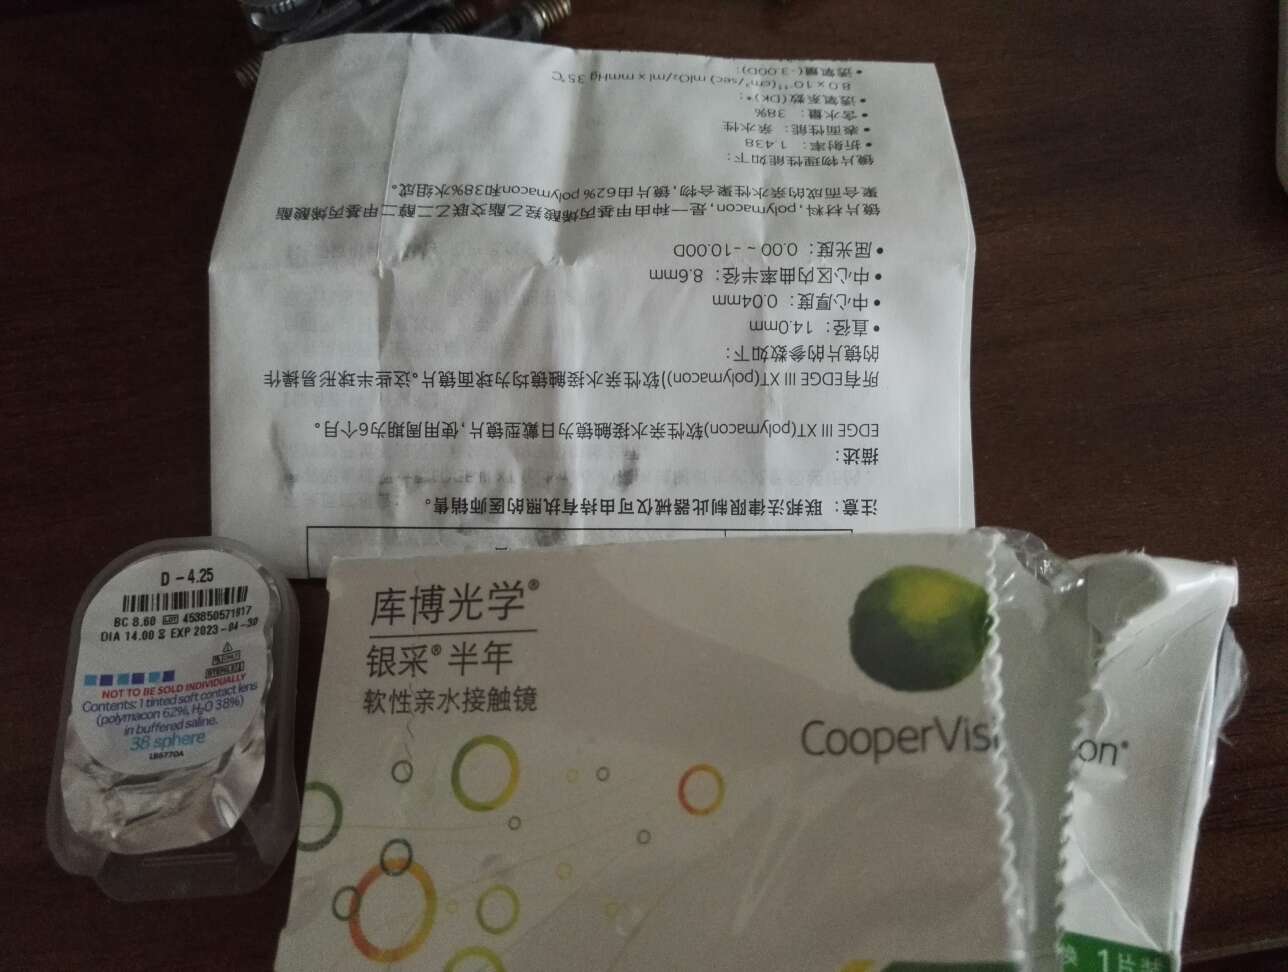 注意：联邦法律限制此器械仅可由持有执照的医师销售。
描述：
EDGE III XT(polymacon)软性亲水接触镜为日戴型镜片，使用周期为6个月。
所有EDGE III XT(polymacon))软性亲水接触镜均为球面镜片。这些半球形易操作
的镜片的参数如下：
• 直径：14.0mm
• 中心厚度：0.04mm
• 中心区内曲率半径：8.6mm
• 屈光度：0.00 ~ -10.00D
镜片材料，polymacon，是一种由甲基丙烯酸羟乙酯交联乙二醇二甲基丙烯酸酯
聚合而成的亲水性聚合物，镜片由62%polymacon和38%水组成。
镜片物理性能如下：
• 折射率：1.438
• 表面性能：亲水性
• 含水量：38%
• 透氧系数(DK)*：
8.0×10⁻¹¹(cm²/sec) mlO₂/ml x mmHg 35℃
• 透氧量(-3.00D)：
D -4.25
BC 8.60 LOT 453850571917
DIA 14.00 EXP 2023-04-30
NOT TO BE SOLD INDIVIDUALLY
Contents: 1 tinted soft contact lens
(polymacon 62%, H₂O 38%)
in buffered saline.
38 sphere
LB6770A
库博光学®
银采®半年
软性亲水接触镜
CooperVisi
on®
换 1片装